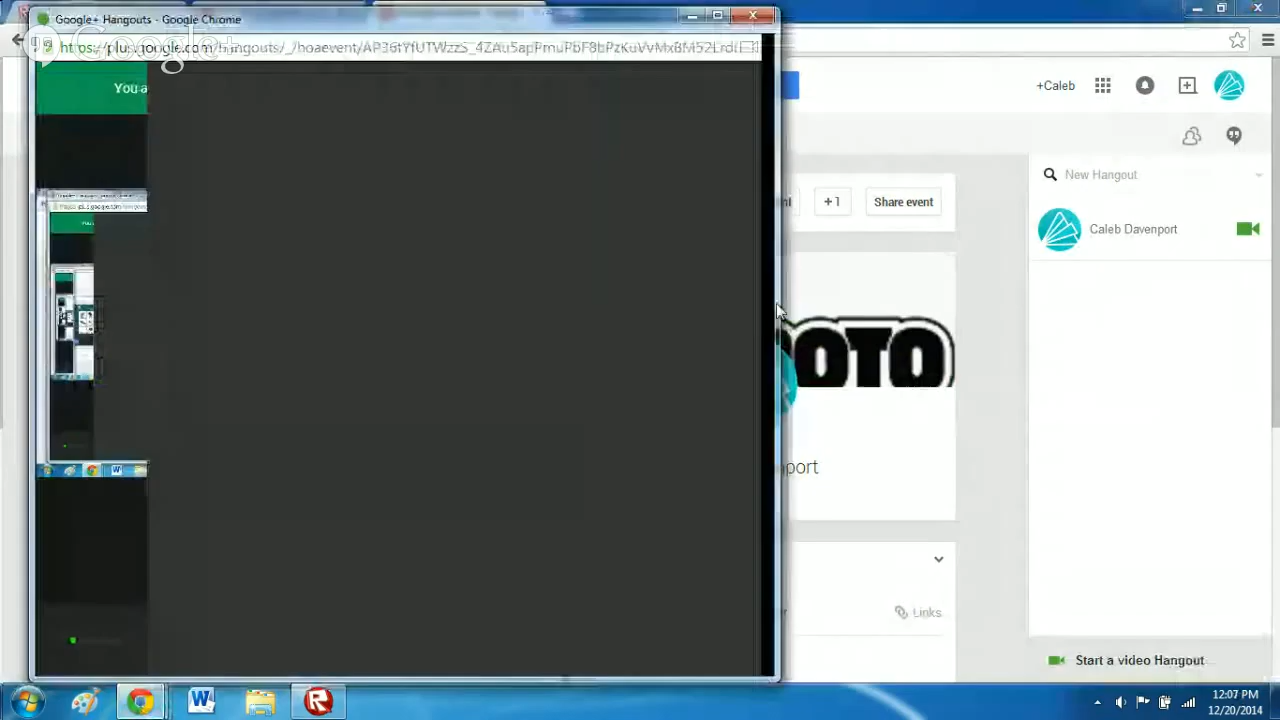 Google+ Hangouts - Google Chrome
Google+
You a
+Caleb
+1
Share event
New Hangout
Caleb Davenport
OTO
port
Links
Start a video Hangout
12:07 PM
12/20/2014